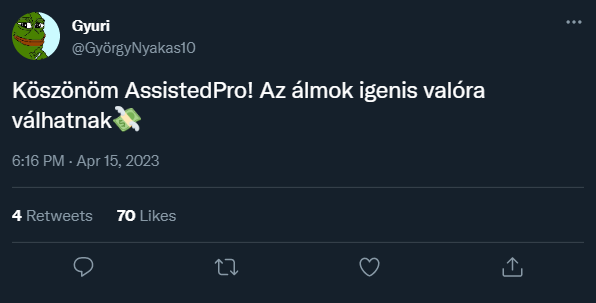 Gyuri
@GyörgyNyakas10
Köszönöm AssistedPro! Az álmok igenis valóra
válhatnak💸
6:16 PM · Apr 15, 2023
4 Retweets 70 Likes